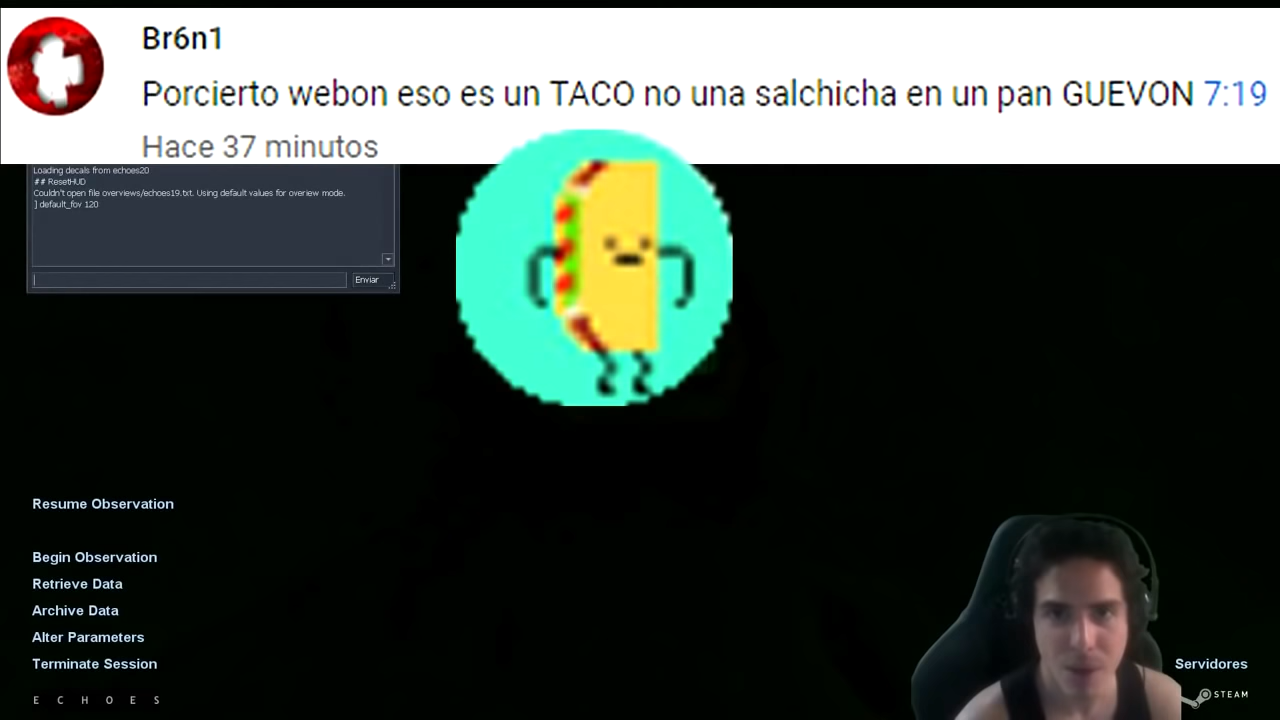 Br6n1
Porcierto webon eso es un TACO no una salchicha en un pan GUEVON 7:19
Hace 37 minutos
Loading decals from echoes20
## ResetHUD
Couldn't open file overviews/echoes19.txt. Using default values for overiew mode.
] default_fov 120
Enviar
Resume Observation
Begin Observation
Retrieve Data
Archive Data
Alter Parameters
Terminate Session
Servidores
ECHOES
STEAM